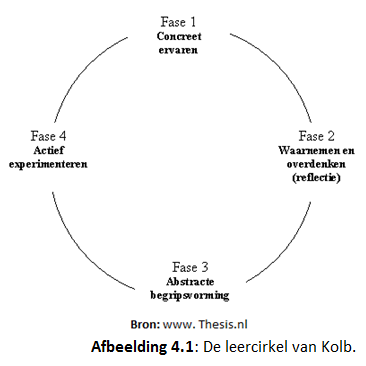 Fase 1
Concreet
ervaren
Fase 4
Actief
experimenteren
Fase 2
Waarnemen en
overdenken
(reflectie)
Fase 3
Abstracte
begripsvorming
Bron: www. Thesis.nl
Afbeelding 4.1: De leercirkel van Kolb.